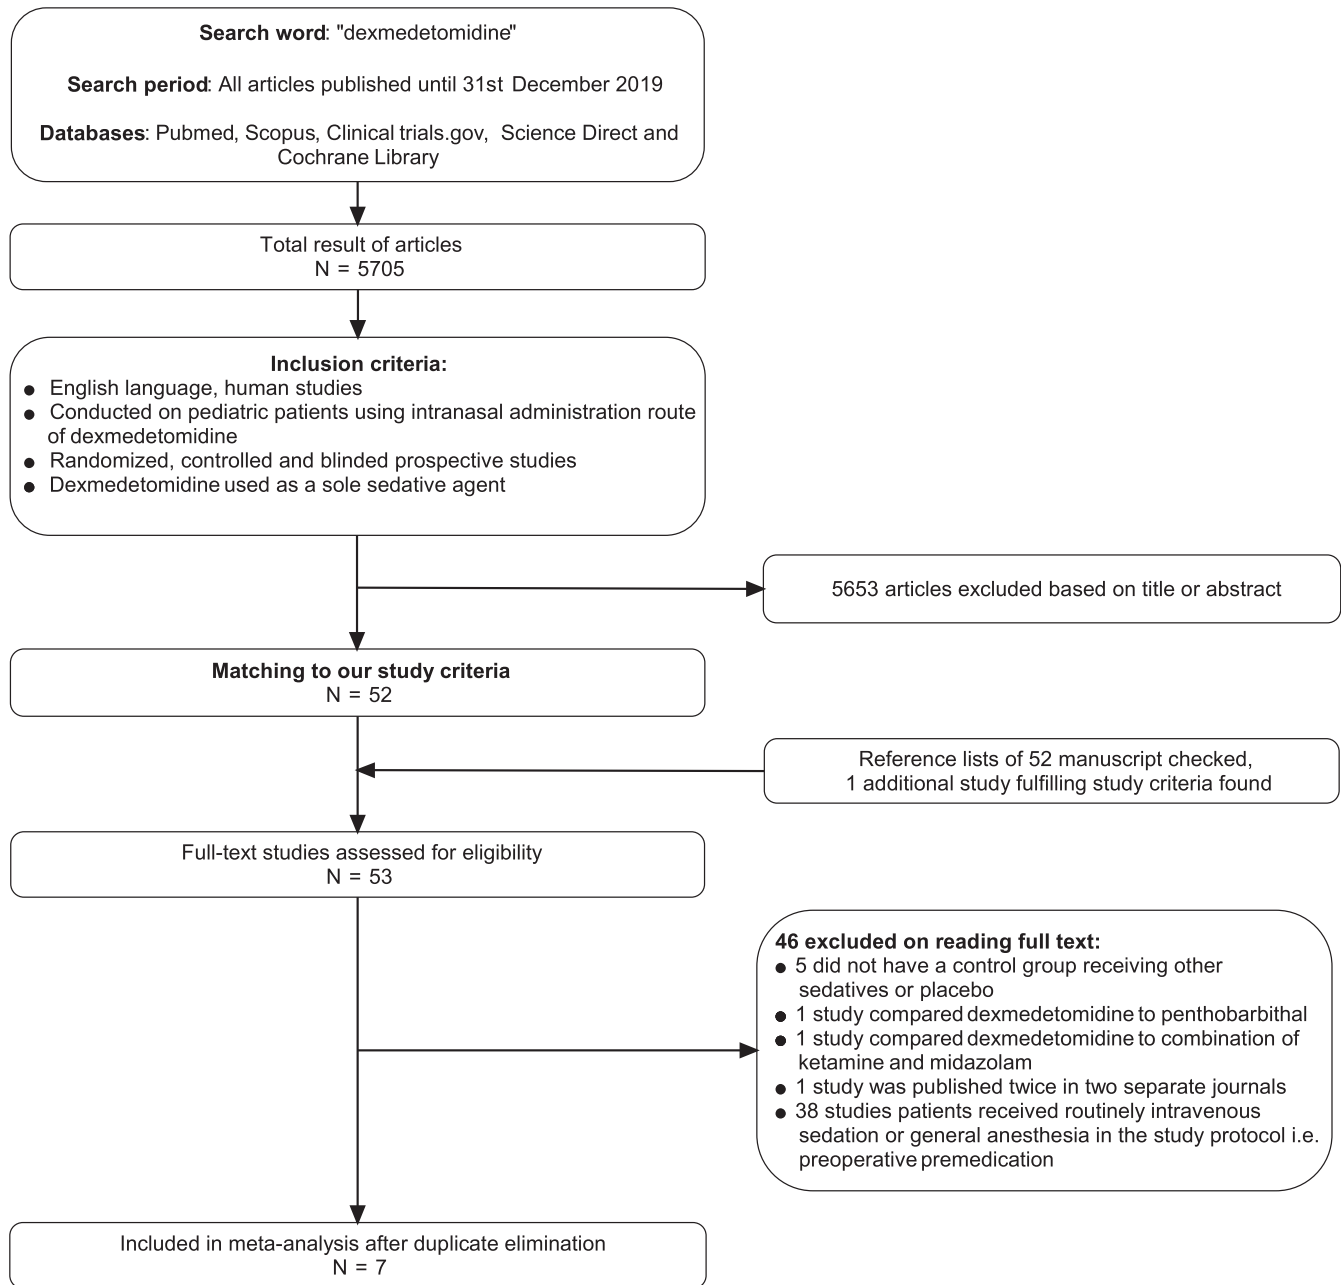 Search word: "dexmedetomidine"
Search period: All articles published until 31st December 2019
Databases: Pubmed, Scopus, Clinical trials.gov, Science Direct and
Cochrane Library
Total result of articles
N = 5705
Inclusion criteria:
● English language, human studies
● Conducted on pediatric patients using intranasal administration route
of dexmedetomidine
● Randomized, controlled and blinded prospective studies
● Dexmedetomidine used as a sole sedative agent
5653 articles excluded based on title or abstract
Matching to our study criteria
N = 52
Reference lists of 52 manuscript checked,
1 additional study fulfilling study criteria found
Full-text studies assessed for eligibility
N = 53
46 excluded on reading full text:
● 5 did not have a control group receiving other
sedatives or placebo
● 1 study compared dexmedetomidine to penthobarbithal
● 1 study compared dexmedetomidine to combination of
ketamine and midazolam
● 1 study was published twice in two separate journals
● 38 studies patients received routinely intravenous
sedation or general anesthesia in the study protocol i.e.
preoperative premedication
Included in meta-analysis after duplicate elimination
N = 7